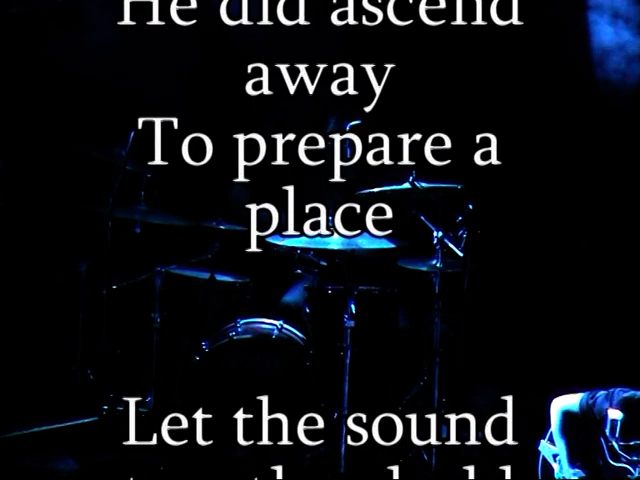 He did ascend
away
To prepare a
place
Let the sound